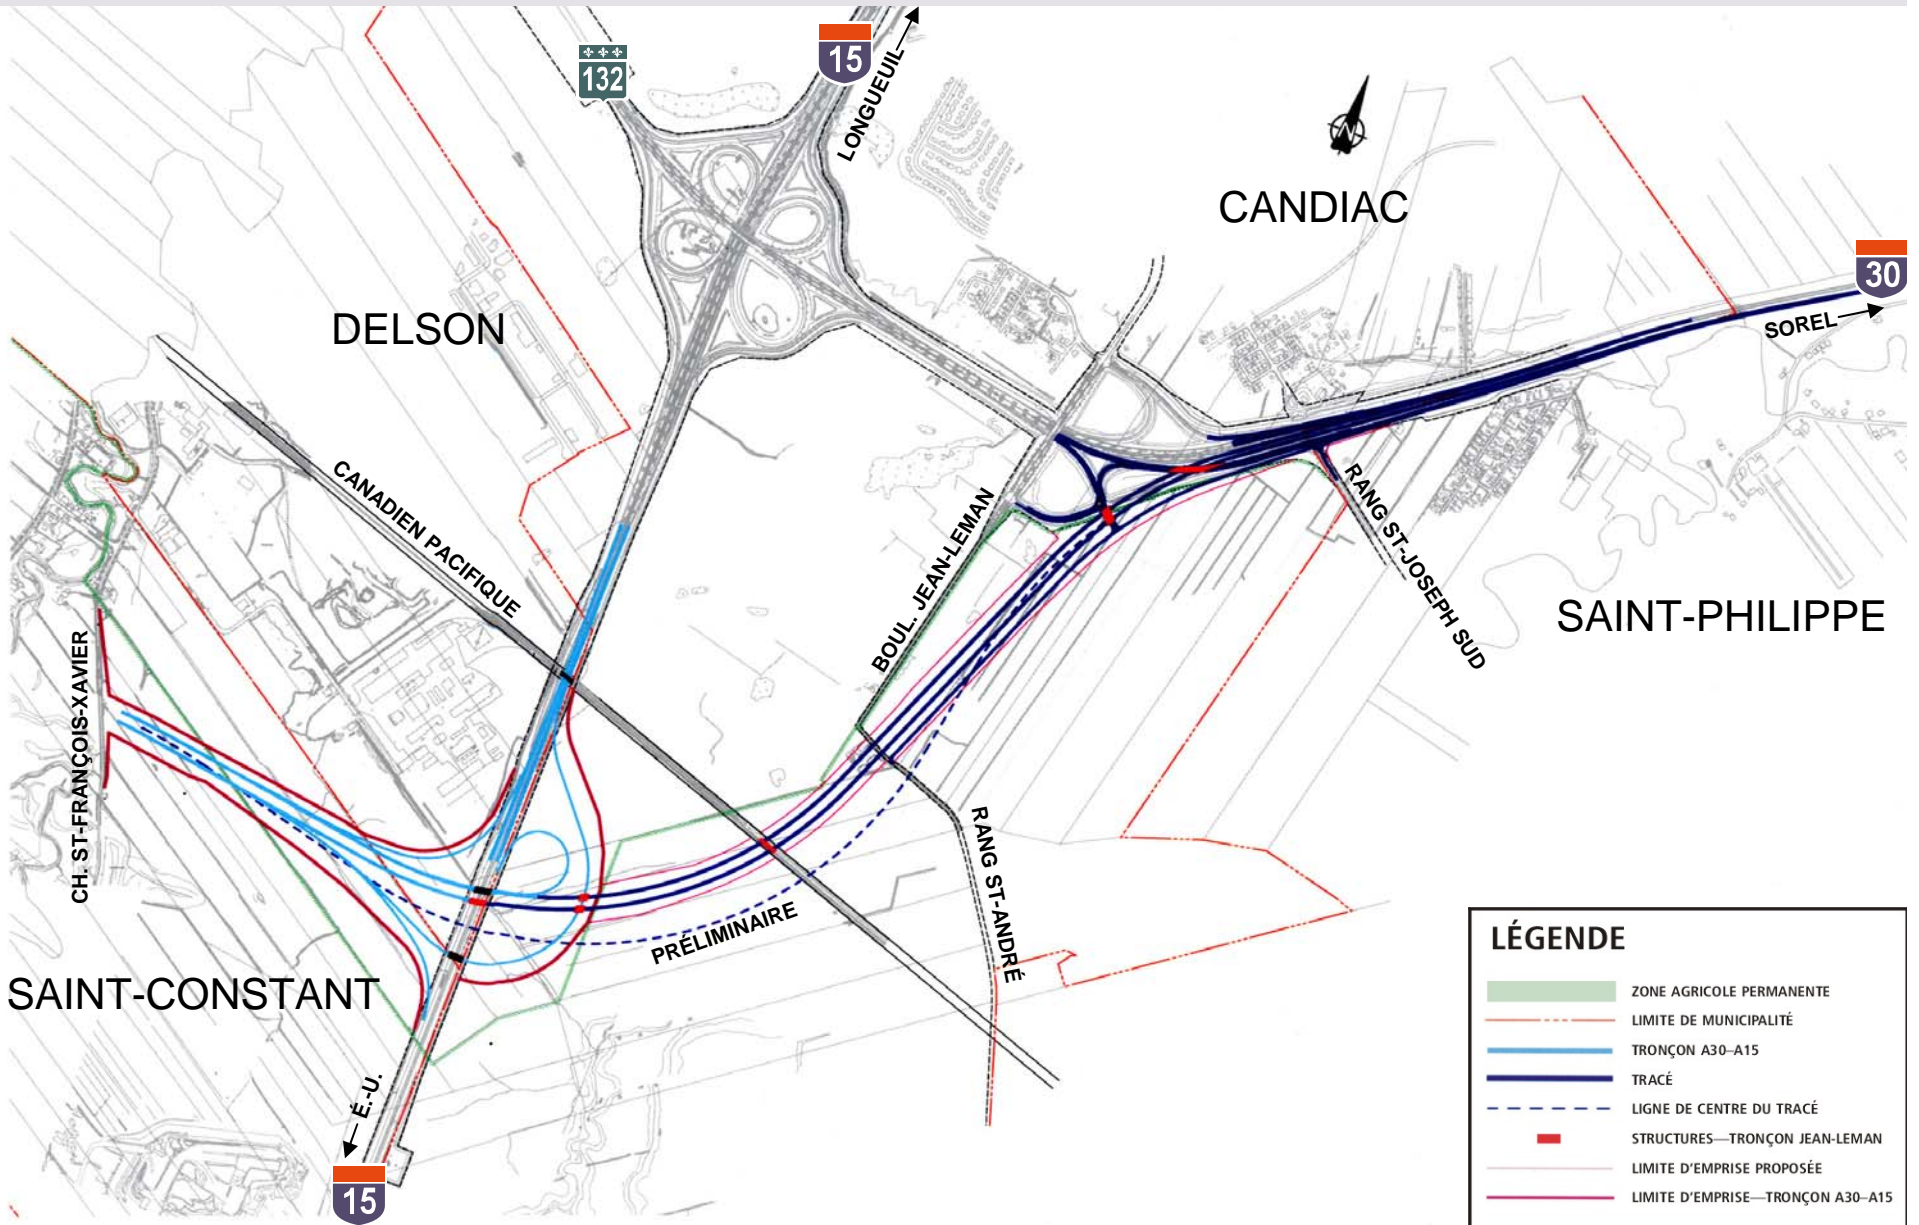 132
15
LONGUEUIL
CANDIAC
30
SOREL
DELSON
CANADIEN PACIFIQUE
BOUL. JEAN-LEMAN
RANG ST-JOSEPH SUD
SAINT-PHILIPPE
CH. ST-FRANÇOIS-XAVIER
RANG ST-ANDRÉ
PRÉLIMINAIRE
SAINT-CONSTANT
É.-U.
15
LÉGENDE
ZONE AGRICOLE PERMANENTE
LIMITE DE MUNICIPALITÉ
TRONÇON A30–A15
TRACÉ
LIGNE DE CENTRE DU TRACÉ
STRUCTURES—TRONÇON JEAN-LEMAN
LIMITE D'EMPRISE PROPOSÉE
LIMITE D'EMPRISE—TRONÇON A30–A15